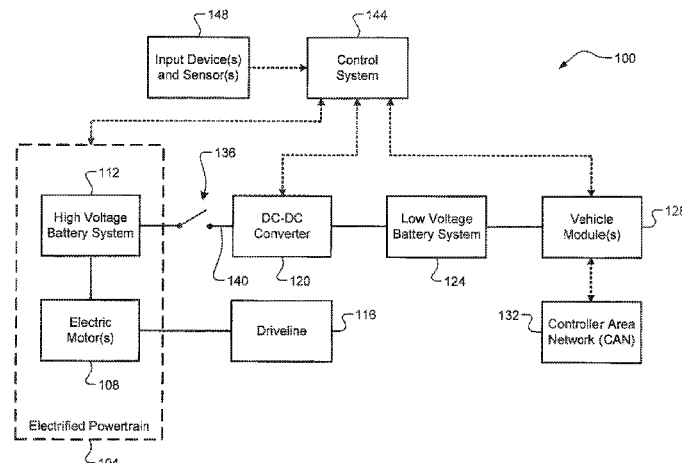 148
144
Input Device(s)
and Sensor(s)
Control
System
100
136
112
High Voltage
Battery System
DC-DC
Converter
Low Voltage
Battery System
Vehicle
Module(s)
128
140
120
124
Electric
Motor(s)
Driveline
116
132
Controller Area
Network (CAN)
108
Electrified Powertrain
104